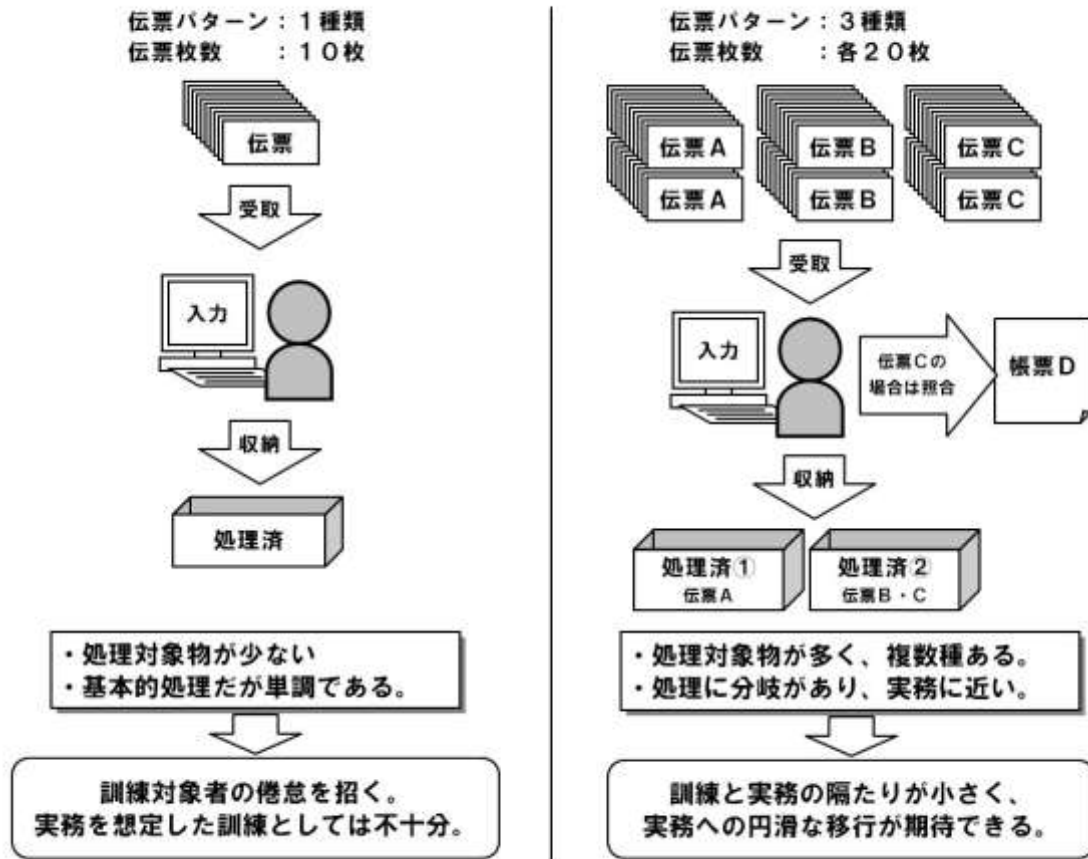 伝票パターン：１種類
伝票枚数　　：１０枚
伝票
受取
入力
収納
処理済
・処理対象物が少ない
・基本的処理だが単調である。
訓練対象者の倦怠を招く。
実務を想定した訓練としては不十分。
伝票パターン：３種類
伝票枚数　　：各２０枚
伝票Ａ
伝票Ｂ
伝票Ｃ
伝票Ａ
伝票Ｂ
伝票Ｃ
受取
入力
伝票Ｃの
場合は照合
帳票Ｄ
収納
処理済①
伝票Ａ
処理済②
伝票Ｂ・Ｃ
・処理対象物が多く、複数種ある。
・処理に分岐があり、実務に近い。
訓練と実務の隔たりが小さく、
実務への円滑な移行が期待できる。